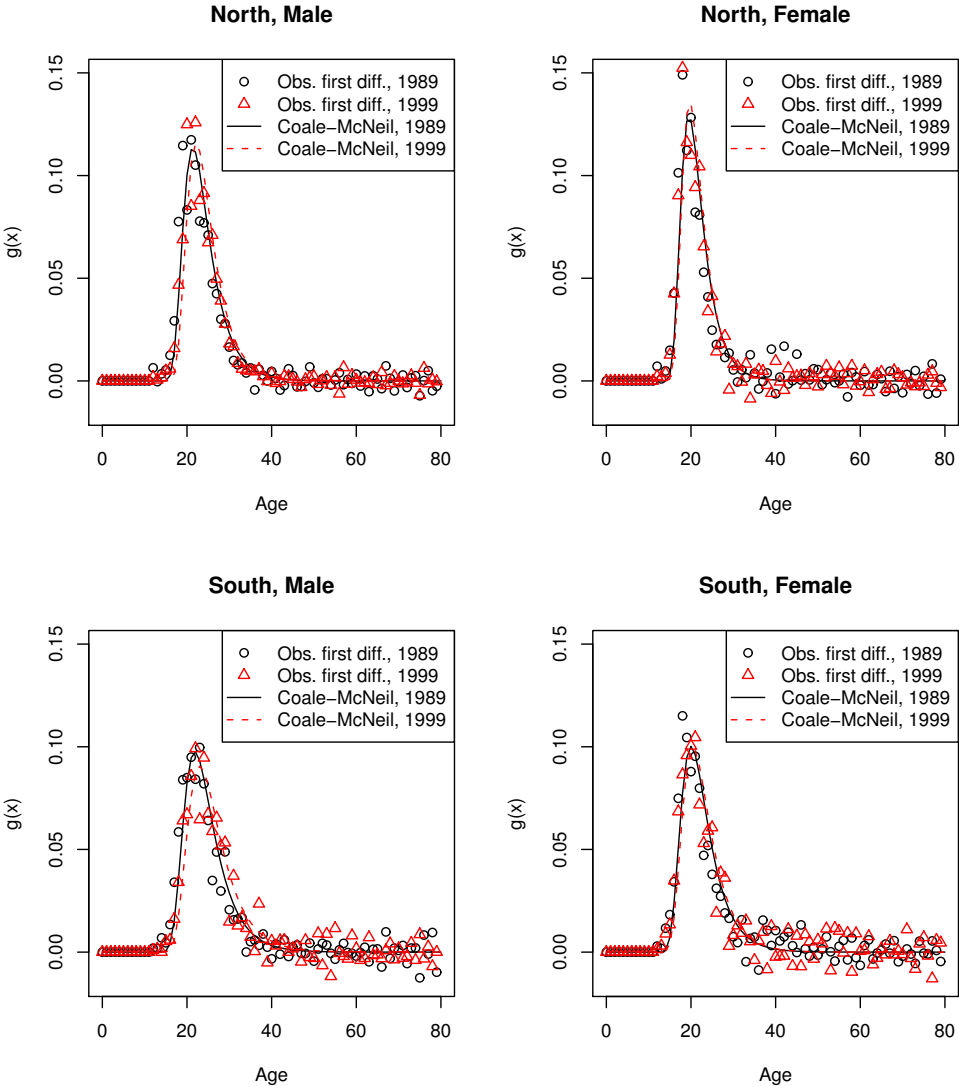 North, Male
Obs. first diff., 1989
Obs. first diff., 1999
Coale−McNeil, 1989
Coale−McNeil, 1999
g(x)
0.15
0.10
0.05
0.00
0 20 40 60 80
Age
North, Female
Obs. first diff., 1989
Obs. first diff., 1999
Coale−McNeil, 1989
Coale−McNeil, 1999
g(x)
0.15
0.10
0.05
0.00
0 20 40 60 80
Age
South, Male
Obs. first diff., 1989
Obs. first diff., 1999
Coale−McNeil, 1989
Coale−McNeil, 1999
g(x)
0.15
0.10
0.05
0.00
0 20 40 60 80
Age
South, Female
Obs. first diff., 1989
Obs. first diff., 1999
Coale−McNeil, 1989
Coale−McNeil, 1999
g(x)
0.15
0.10
0.05
0.00
0 20 40 60 80
Age